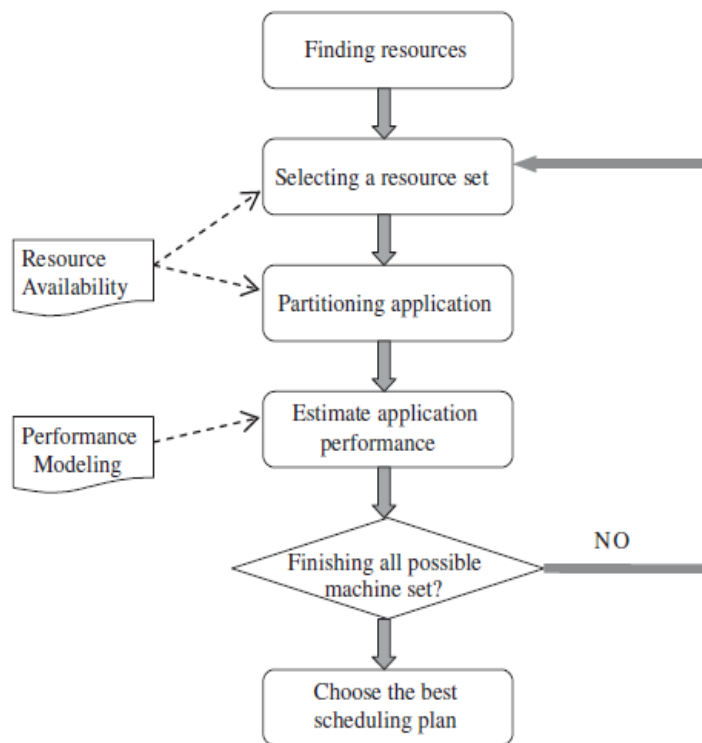 Finding resources
Selecting a resource set
Resource
Availability
Partitioning application
Estimate application
performance
Performance
Modeling
NO
Finishing all possible
machine set?
Choose the best
scheduling plan